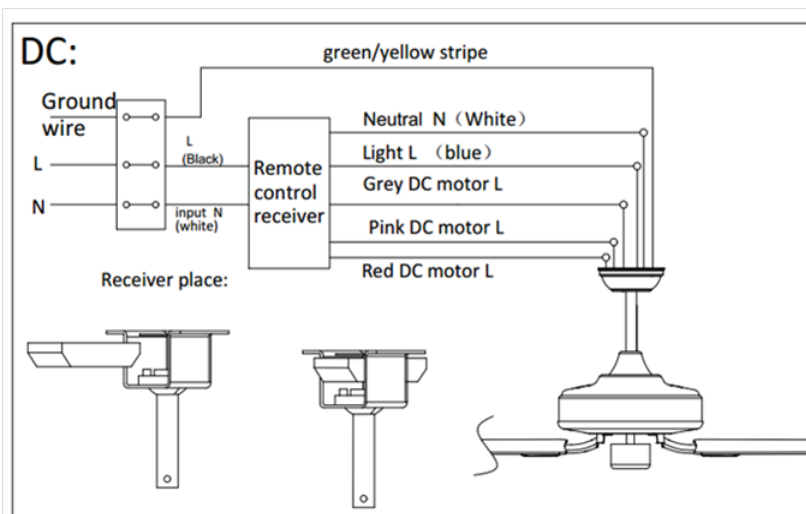 DC:
green/yellow stripe
Ground
wire
L
N
L
(Black)
input N
(white)
Remote
control
receiver
Neutral N（White）
Light L （blue）
Grey DC motor L
Pink DC motor L
Red DC motor L
Receiver place: